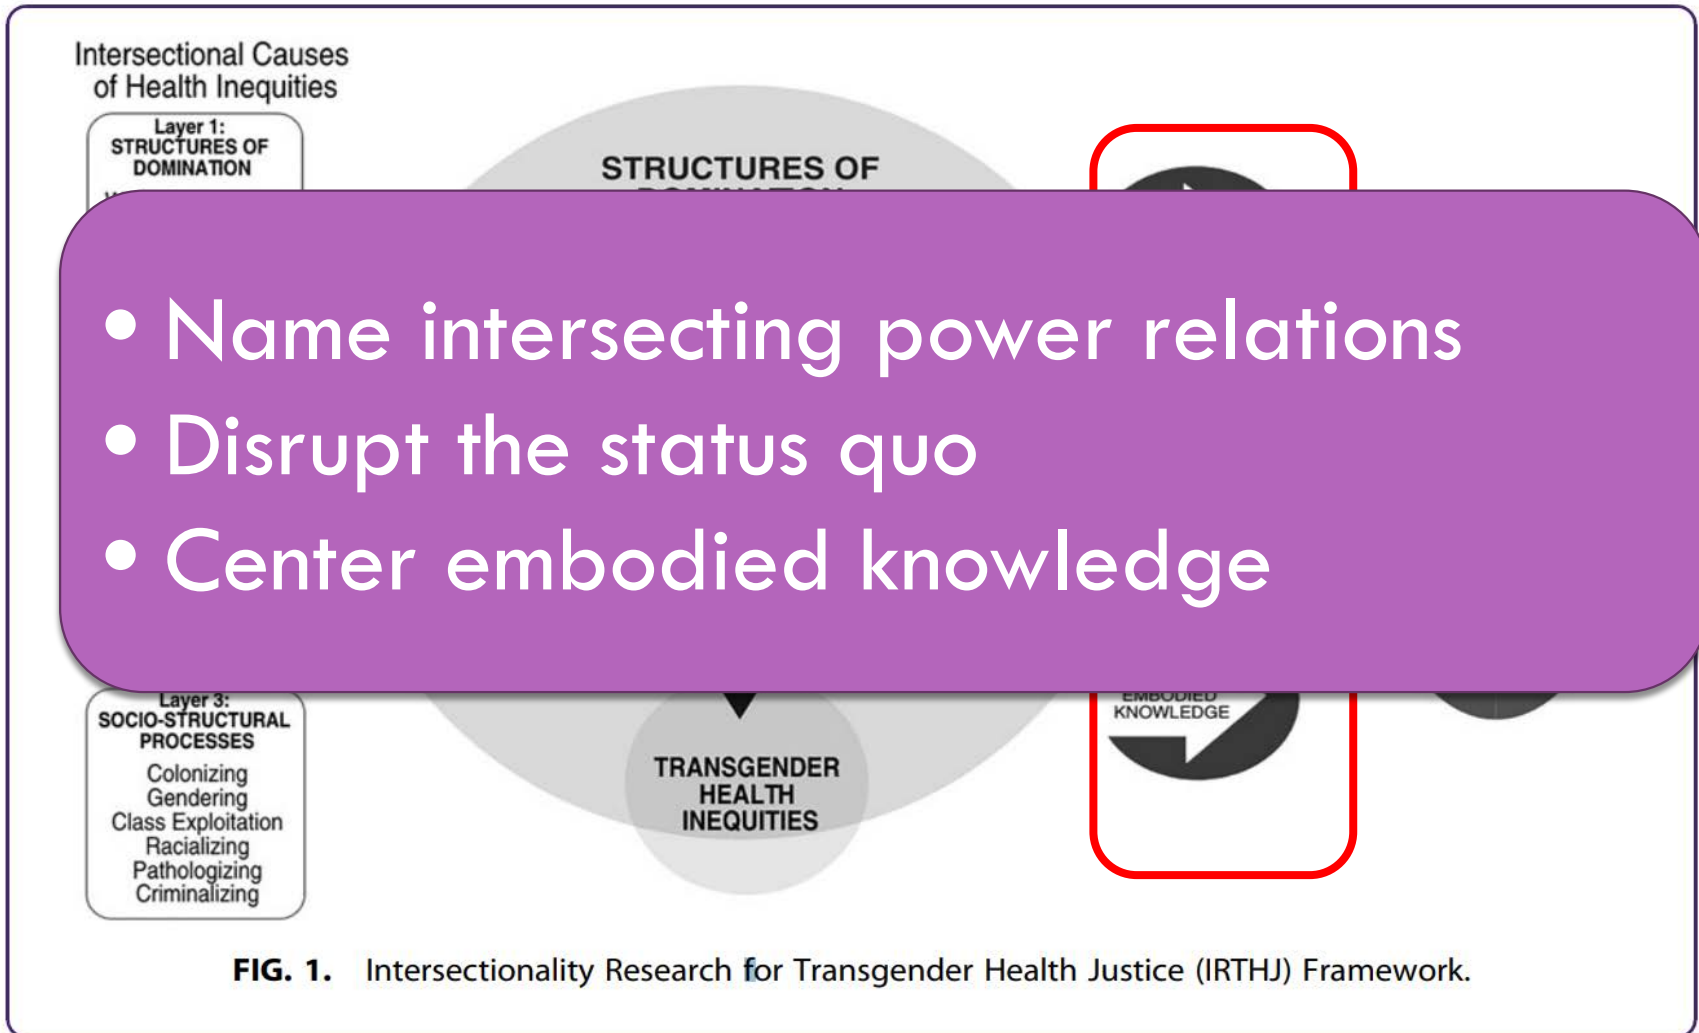 Intersectional Causes
of Health Inequities
Layer 1:
STRUCTURES OF
DOMINATION
STRUCTURES OF
• Name intersecting power relations
• Disrupt the status quo
• Center embodied knowledge
Layer 3:
SOCIO-STRUCTURAL
PROCESSES
Colonizing
Gendering
Class Exploitation
Racializing
Pathologizing
Criminalizing
TRANSGENDER
HEALTH
INEQUITIES
EMBODIED
KNOWLEDGE
FIG. 1. Intersectionality Research for Transgender Health Justice (IRTHJ) Framework.